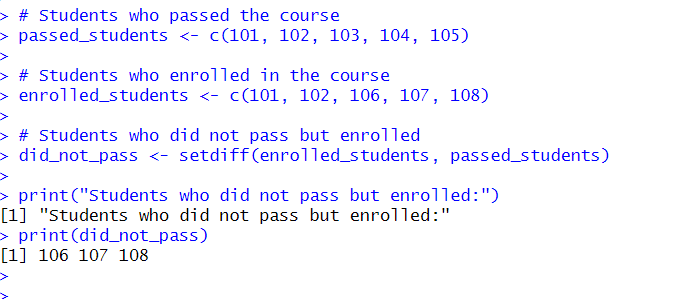 > # Students who passed the course
> passed_students <- c(101, 102, 103, 104, 105)
>
> # Students who enrolled in the course
> enrolled_students <- c(101, 102, 106, 107, 108)
>
> # Students who did not pass but enrolled
> did_not_pass <- setdiff(enrolled_students, passed_students)
>
> print("Students who did not pass but enrolled:")
[1] "Students who did not pass but enrolled:"
> print(did_not_pass)
[1] 106 107 108
>
>